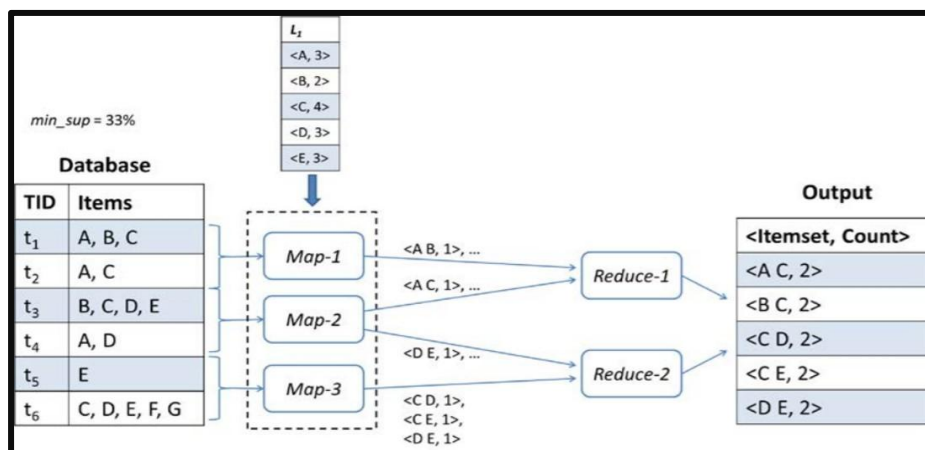 L1
<A, 3>
<B, 2>
<C, 4>
<D, 3>
<E, 3>
min_sup = 33%
Database
TID Items
t1 A, B, C
t2 A, C
t3 B, C, D, E
t4 A, D
t5 E
t6 C, D, E, F, G
Map-1
Map-2
Map-3
<A B, 1>, ...
<A C, 1>, ...
<D E, 1>, ...
<C D, 1>,
<C E, 1>,
<D E, 1>
Reduce-1
Reduce-2
Output
<Itemset, Count>
<A C, 2>
<B C, 2>
<C D, 2>
<C E, 2>
<D E, 2>